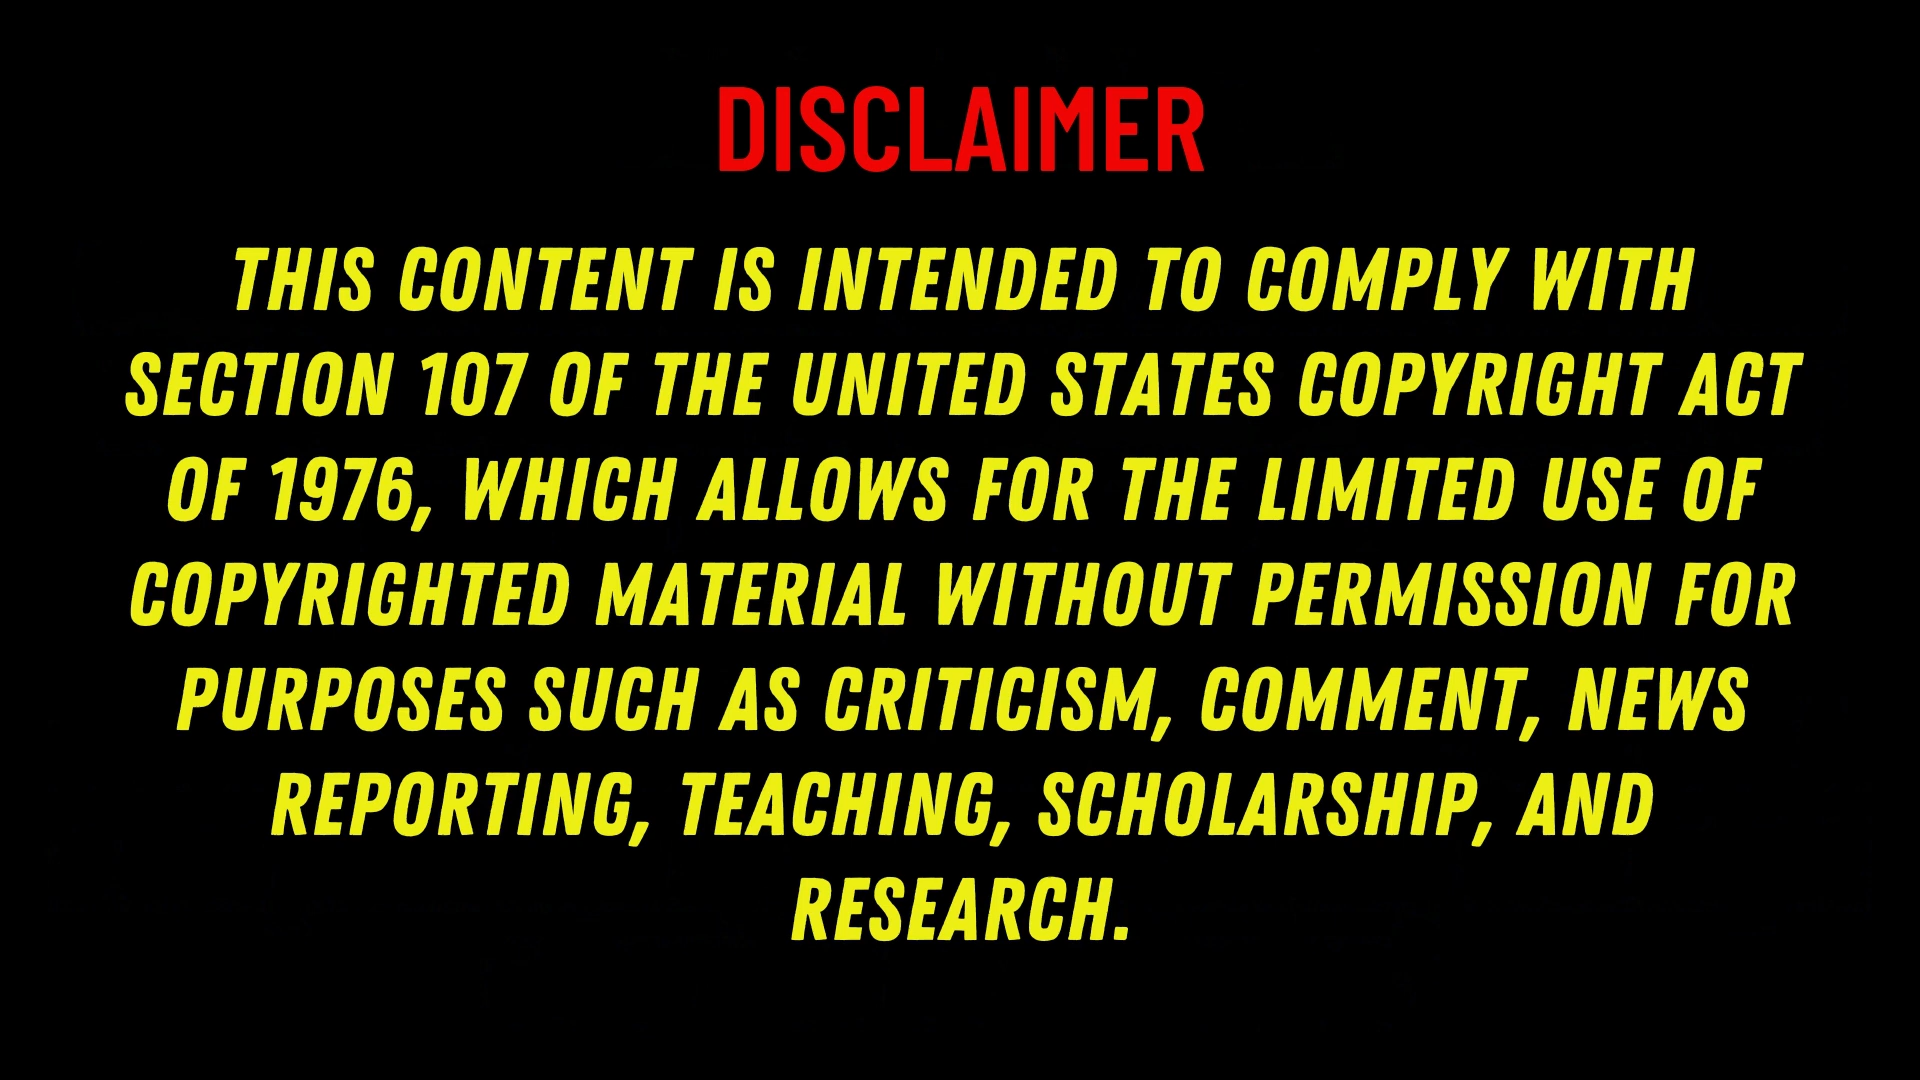 DISCLAIMER
THIS CONTENT IS INTENDED TO COMPLY WITH
SECTION 107 OF THE UNITED STATES COPYRIGHT ACT
OF 1976, WHICH ALLOWS FOR THE LIMITED USE OF
COPYRIGHTED MATERIAL WITHOUT PERMISSION FOR
PURPOSES SUCH AS CRITICISM, COMMENT, NEWS
REPORTING, TEACHING, SCHOLARSHIP, AND
RESEARCH.